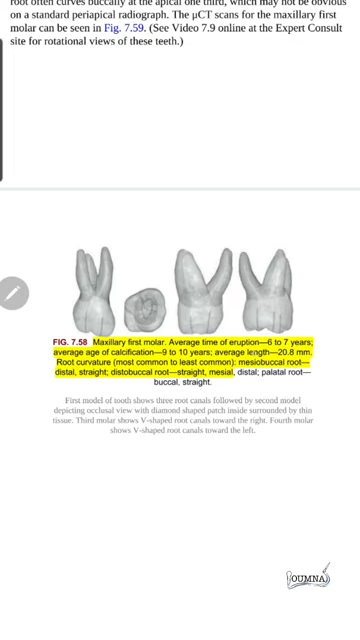 root often curves buccally at the apical one third, which may not be obvious
on a standard periapical radiograph. The μCT scans for the maxillary first
molar can be seen in Fig. 7.59. (See Video 7.9 online at the Expert Consult
site for rotational views of these teeth.)
FIG. 7.58 Maxillary first molar. Average time of eruption—6 to 7 years;
average age of calcification—9 to 10 years; average length—20.8 mm.
Root curvature (most common to least common): mesiobuccal root—
distal, straight; distobuccal root—straight, mesial, distal; palatal root—
buccal, straight.
First model of tooth shows three root canals followed by second model
depicting occlusal view with diamond shaped patch inside surrounded by thin
tissue. Third molar shows V-shaped root canals toward the right. Fourth molar
shows V-shaped root canals toward the left.
OUMNA